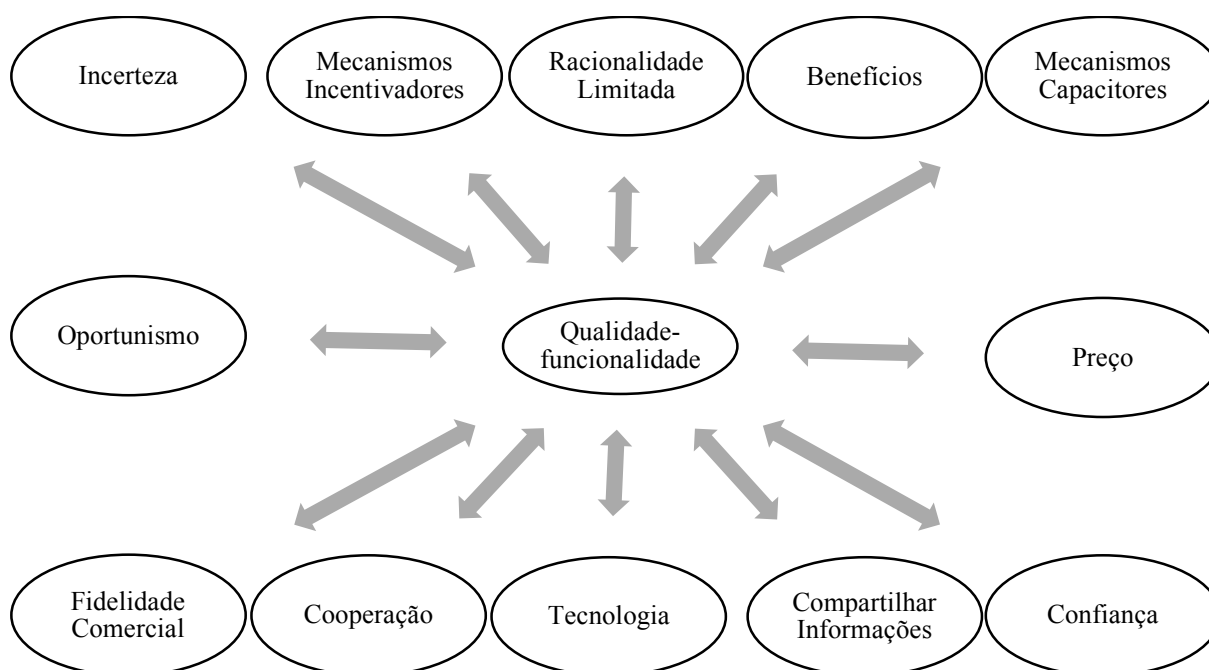 Incerteza
Mecanismos
Incentivadores
Racionalidade
Limitada
Benefícios
Mecanismos
Capacitores
Oportunismo
Qualidade-
funcionalidade
Preço
Fidelidade
Comercial
Cooperação
Tecnologia
Compartilhar
Informações
Confiança